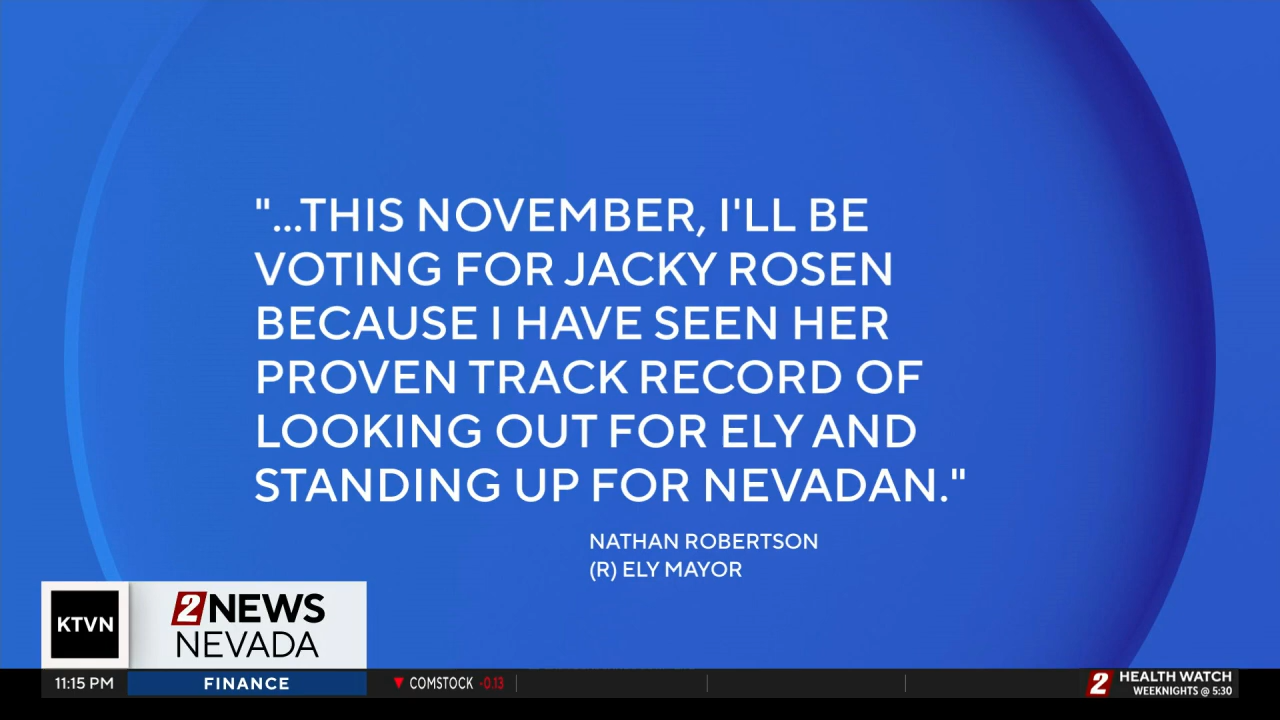 "...THIS NOVEMBER, I'LL BE
VOTING FOR JACKY ROSEN
BECAUSE I HAVE SEEN HER
PROVEN TRACK RECORD OF
LOOKING OUT FOR ELY AND
STANDING UP FOR NEVADAN."
NATHAN ROBERTSON
(R) ELY MAYOR
KTVN
2 NEWS
NEVADA
11:15 PM
FINANCE
▼ COMSTOCK -0.13
2 HEALTH WATCH
WEEKNIGHTS @ 5:30